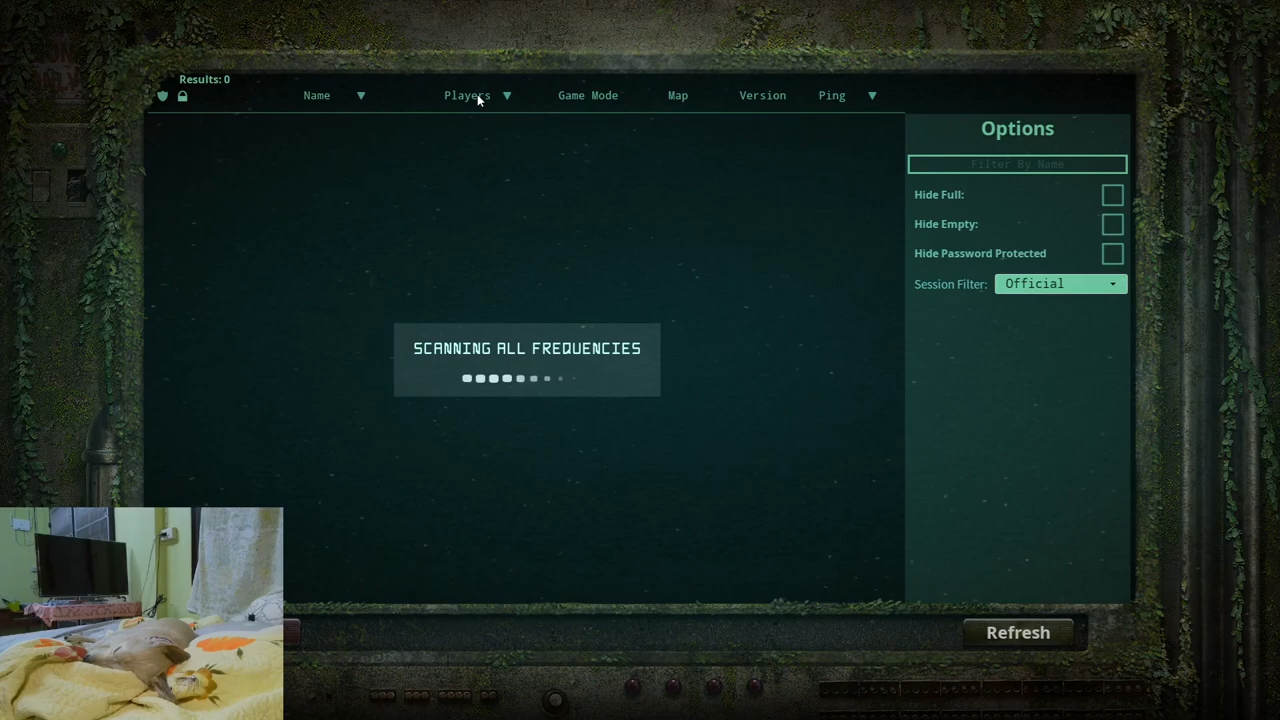 Results: 0
Name ▼ Players ▼ Game Mode Map Version Ping ▼
Options
Filter By Name
Hide Full:
Hide Empty:
Hide Password Protected
Session Filter: Official
SCANNING ALL FREQUENCIES
Refresh